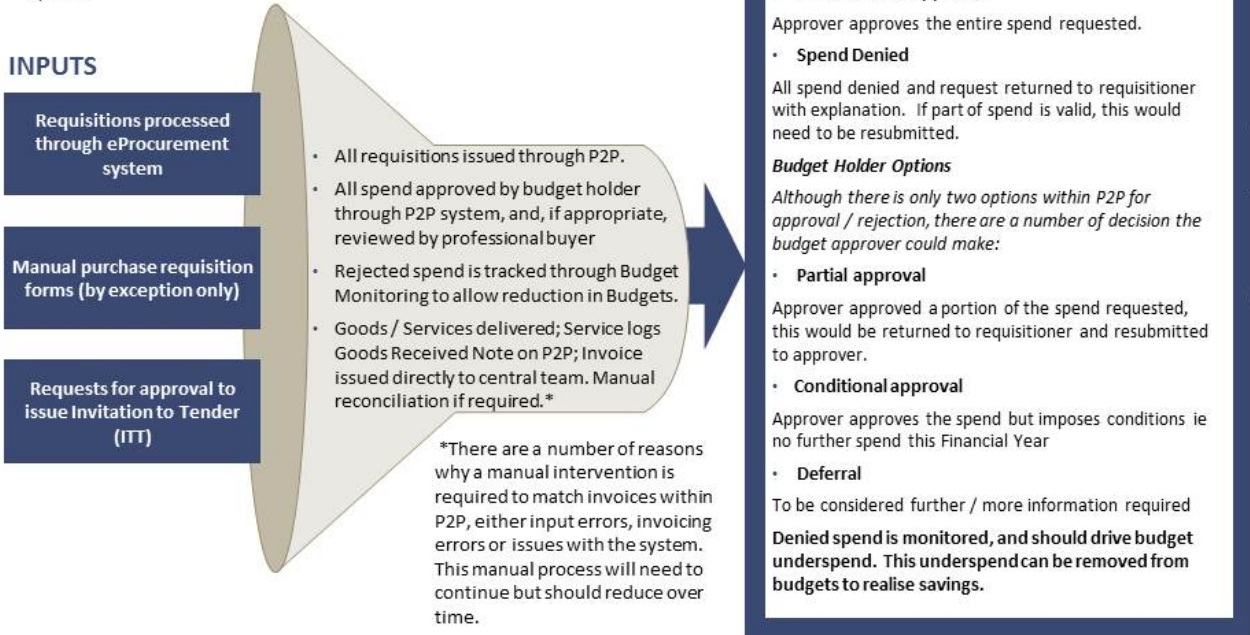 INPUTS
Requisitions processed
through eProcurement
system
Manual purchase requisition
forms (by exception only)
Requests for approval to
issue Invitation to Tender
(ITT)
• All requisitions issued through P2P.
• All spend approved by budget holder
through P2P system, and, if appropriate,
reviewed by professional buyer
• Rejected spend is tracked through Budget
Monitoring to allow reduction in Budgets.
• Goods / Services delivered; Service logs
Goods Received Note on P2P; Invoice
issued directly to central team. Manual
reconciliation if required.*
*There are a number of reasons
why a manual intervention is
required to match invoices within
P2P, either input errors, invoicing
errors or issues with the system.
This manual process will need to
continue but should reduce over
time.
Approver approves the entire spend requested.
• Spend Denied
All spend denied and request returned to requisitioner
with explanation. If part of spend is valid, this would
need to be resubmitted.
Budget Holder Options
Although there is only two options within P2P for
approval / rejection, there are a number of decision the
budget approver could make:
• Partial approval
Approver approved a portion of the spend requested,
this would be returned to requisitioner and resubmitted
to approver.
• Conditional approval
Approver approves the spend but imposes conditions ie
no further spend this Financial Year
• Deferral
To be considered further / more information required
Denied spend is monitored, and should drive budget
underspend. This underspend can be removed from
budgets to realise savings.